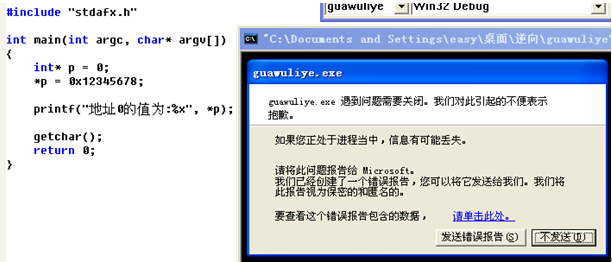 #include "stdafx.h"
int main(int argc, char* argv[])
{
int* p = 0;
*p = 0x12345678;
printf("地址0的值为:%x", *p);
getchar();
return 0;
}
guawuliye
Win32 Debug
"C:\Documents and Settings\easy\桌面\逆向\guawuliye\
guawuliye.exe
guawuliye.exe 遇到问题需要关闭。我们对此引起的不便表示
抱歉。
如果您正处于进程当中，信息有可能丢失。
请将此问题报告给 Microsoft。
我们已经创建了一个错误报告，您可以将它发送给我们。我们将
此报告视为保密的和匿名的。
要查看这个错误报告包含的数据， 请单击此处。
发送错误报告(S) 不发送(D)